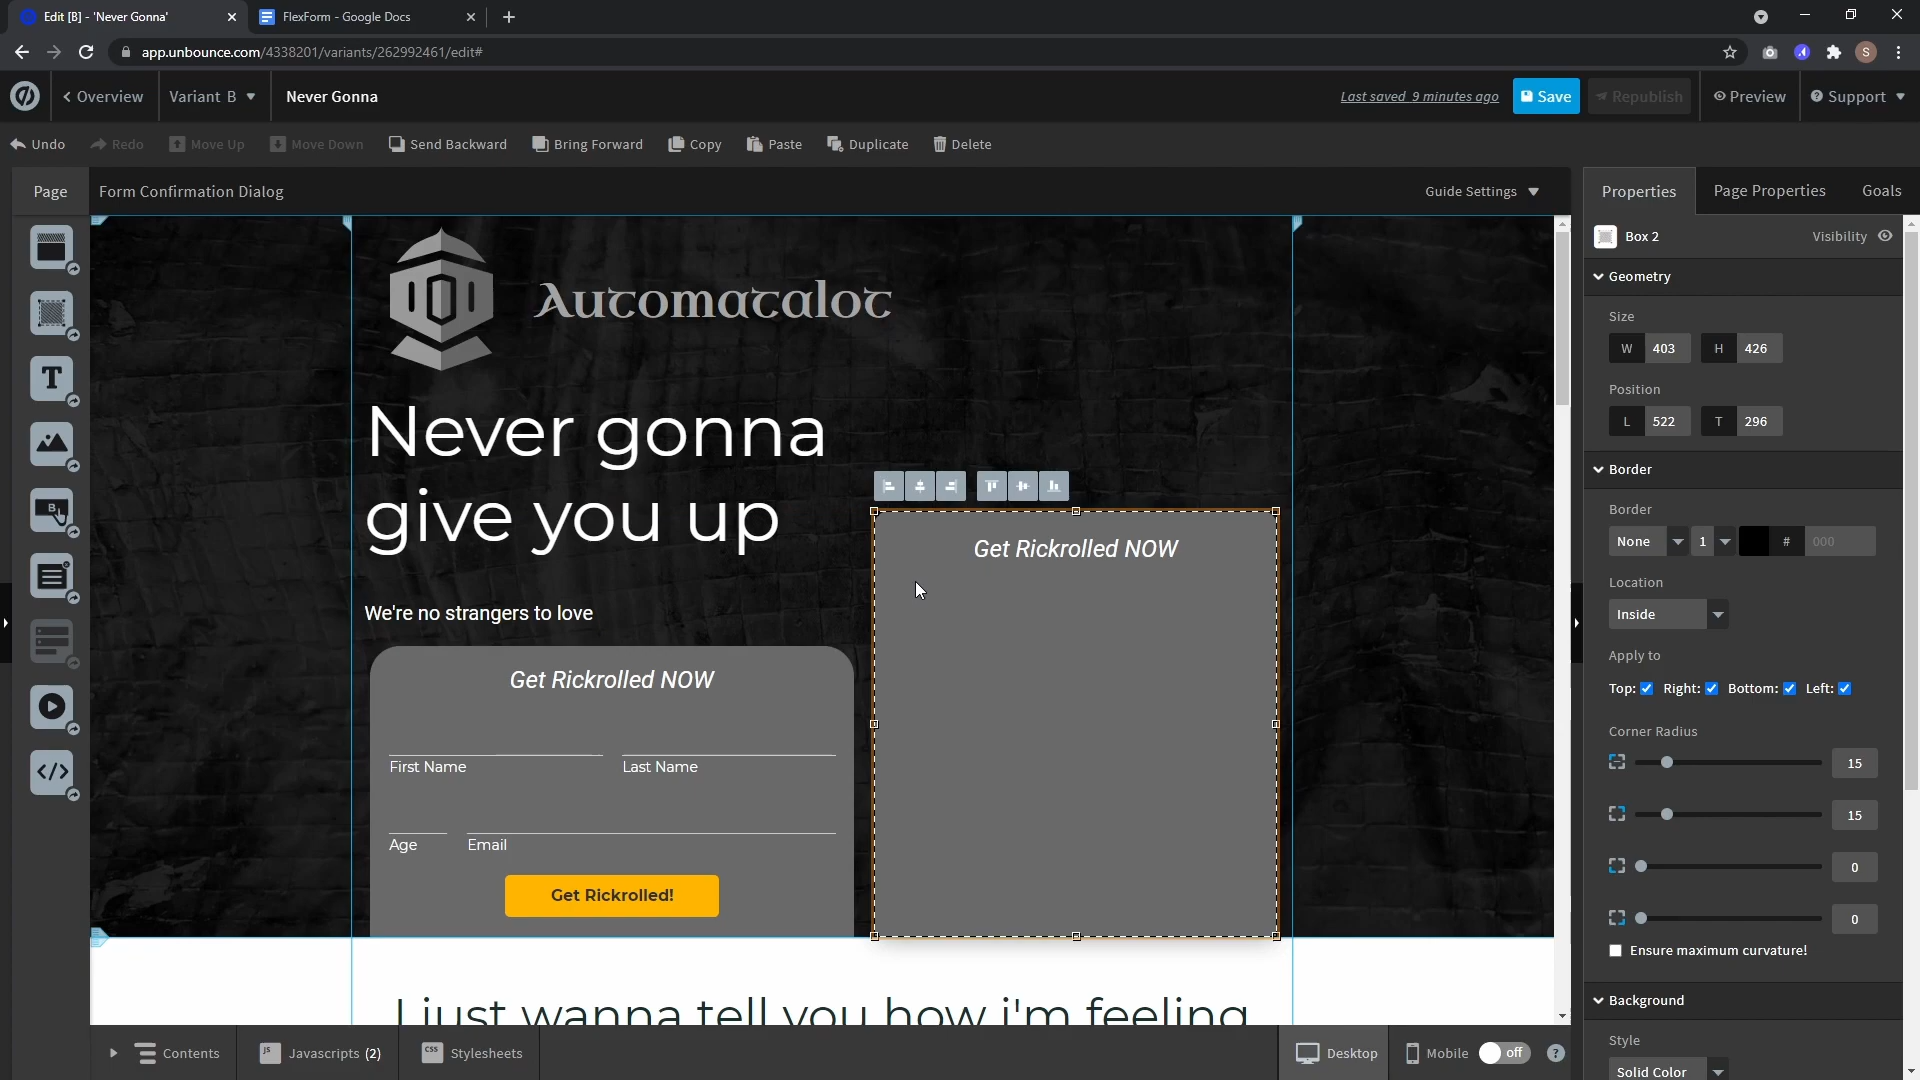 Edit [B] - 'Never Gonna'
FlexForm - Google Docs
app.unbounce.com/4338201/variants/262992461/edit#
S
Overview
Variant B
Never Gonna
Last saved 9 minutes ago
Save
Republish
Preview
Support
Undo
Redo
Move Up
Move Down
Send Backward
Bring Forward
Copy
Paste
Duplicate
Delete
Page
Form Confirmation Dialog
Guide Settings
Properties
Page Properties
Goals
Automatalot
Never gonna
give you up
We're no strangers to love
Get Rickrolled NOW
First Name
Last Name
Age
Email
Get Rickrolled!
Get Rickrolled NOW
I just wanna tell you how i'm feeling
T
B
</>
Box 2
Visibility
Geometry
Size
W 403 H 426
Position
L 522 T 296
Border
Border
None 1 # 000
Location
Inside
Apply to
Top: Right: Bottom: Left:
Corner Radius
15
15
0
0
Ensure maximum curvature!
Background
Style
Solid Color
Contents
JS Javascripts (2)
CSS Stylesheets
Desktop
Mobile
off
?